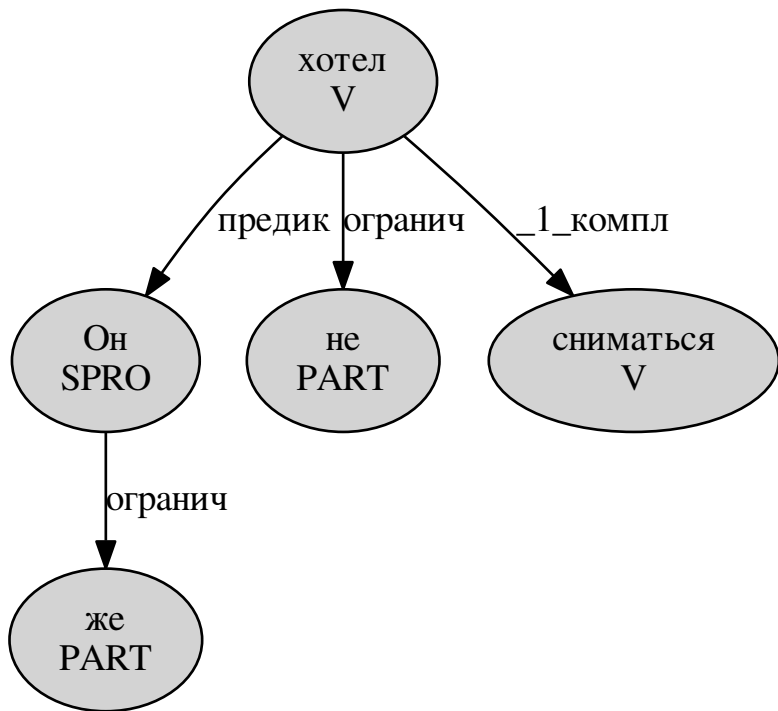 хотел
V
предик
огранич
_1_компл
Он
SPRO
не
PART
сниматься
V
огранич
же
PART